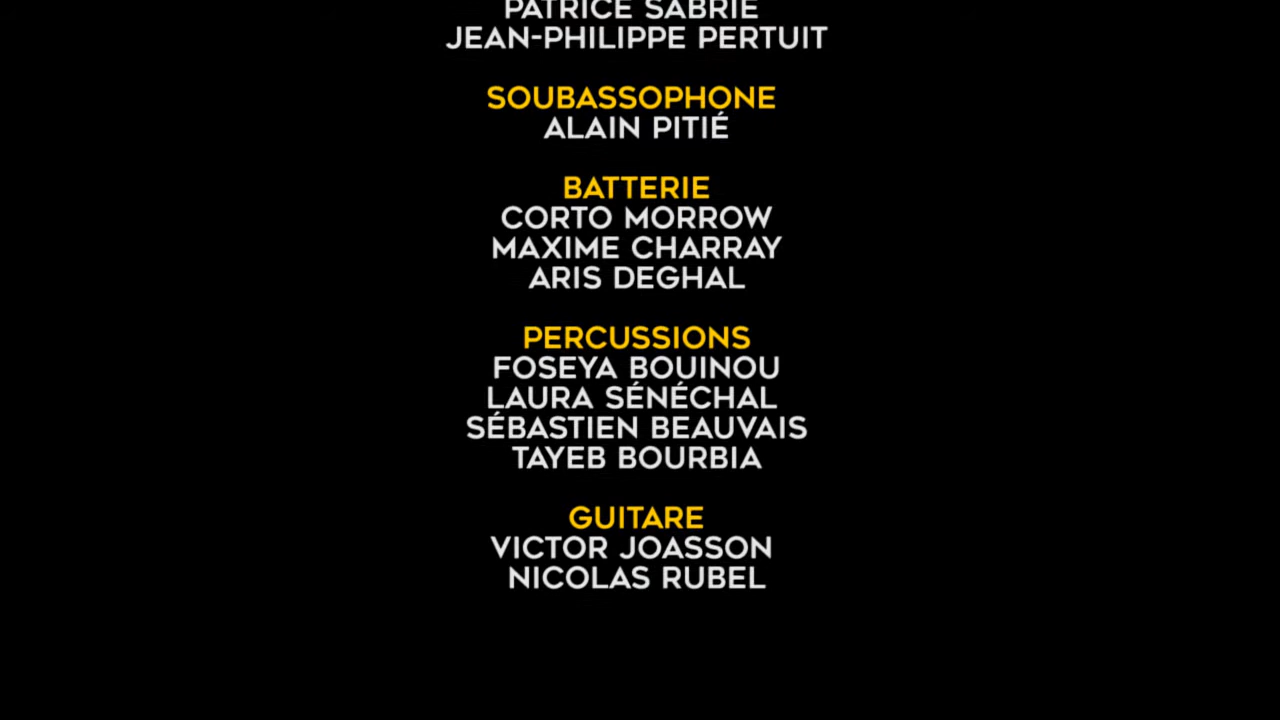 PATRICE SABRIE
JEAN-PHILIPPE PERTUIT
SOUBASSOPHONE
ALAIN PITIÉ
BATTERIE
CORTO MORROW
MAXIME CHARRAY
ARIS DEGHAL
PERCUSSIONS
FOSEYA BOUINOU
LAURA SÉNÉCHAL
SÉBASTIEN BEAUVAIS
TAYEB BOURBIA
GUITARE
VICTOR JOASSON
NICOLAS RUBEL